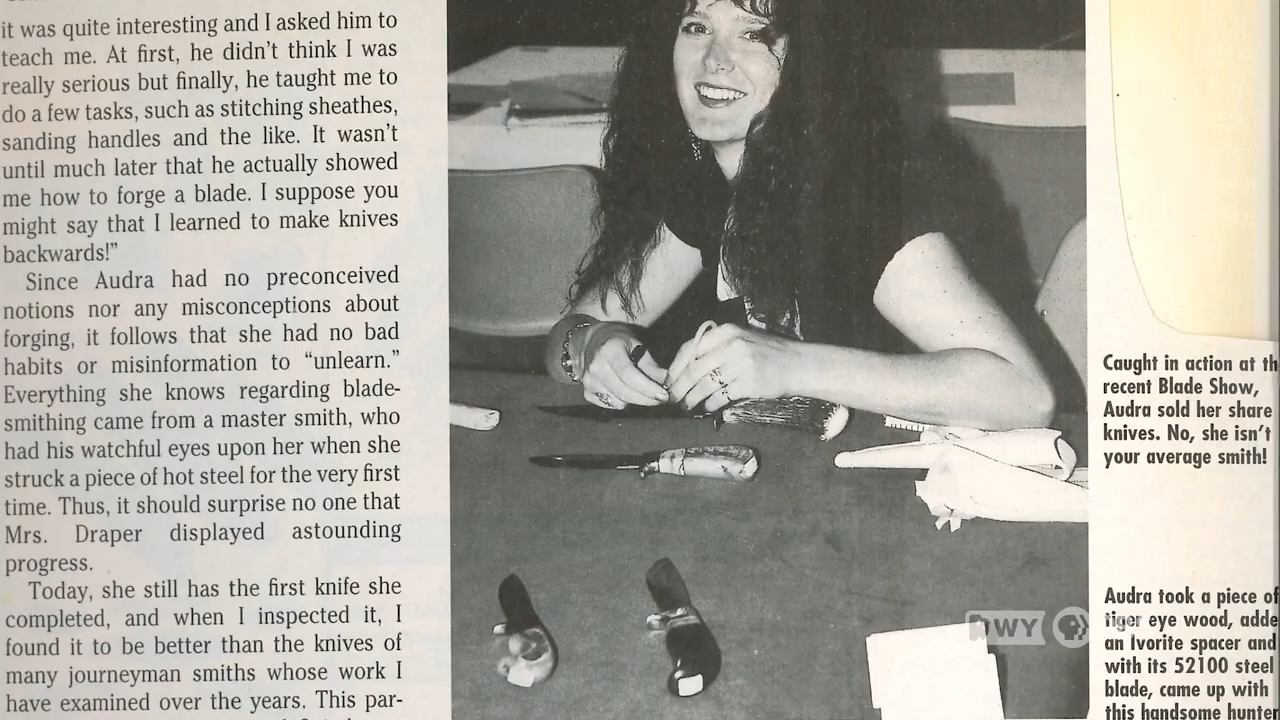 it was quite interesting and I asked him to
teach me. At first, he didn't think I was
really serious but finally, he taught me to
do a few tasks, such as stitching sheathes,
sanding handles and the like. It wasn't
until much later that he actually showed
me how to forge a blade. I suppose you
might say that I learned to make knives
backwards!”
Since Audra had no preconceived
notions nor any misconceptions about
forging, it follows that she had no bad
habits or misinformation to “unlearn.”
Everything she knows regarding blade-
smithing came from a master smith, who
had his watchful eyes upon her when she
struck a piece of hot steel for the very first
time. Thus, it should surprise no one that
Mrs. Draper displayed astounding
progress.
Today, she still has the first knife she
completed, and when I inspected it, I
found it to be better than the knives of
many journeyman smiths whose work I
have examined over the years. This par-
Caught in action at th
recent Blade Show,
Audra sold her share
knives. No, she isn't
your average smith!
Audra took a piece of
tiger eye wood, adde
an Ivorite spacer and
with its 52100 steel
blade, came up with
this handsome hunter
WY PBS